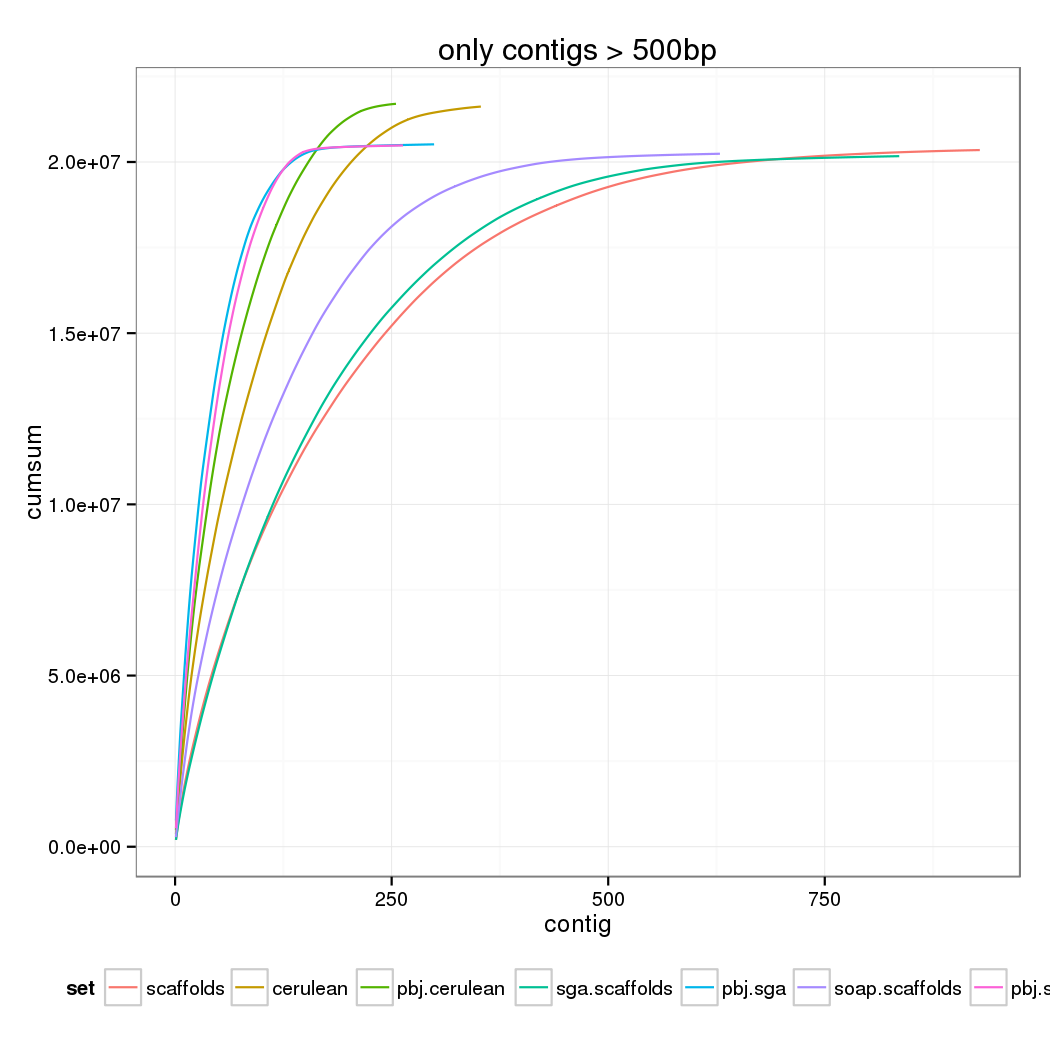 only contigs > 500bp
cumsum
2.0e+07
1.5e+07
1.0e+07
5.0e+06
0.0e+00
0 250 500 750
contig
set scaffolds cerulean pbj.cerulean sga.scaffolds pbj.sga soap.scaffolds pbj.s